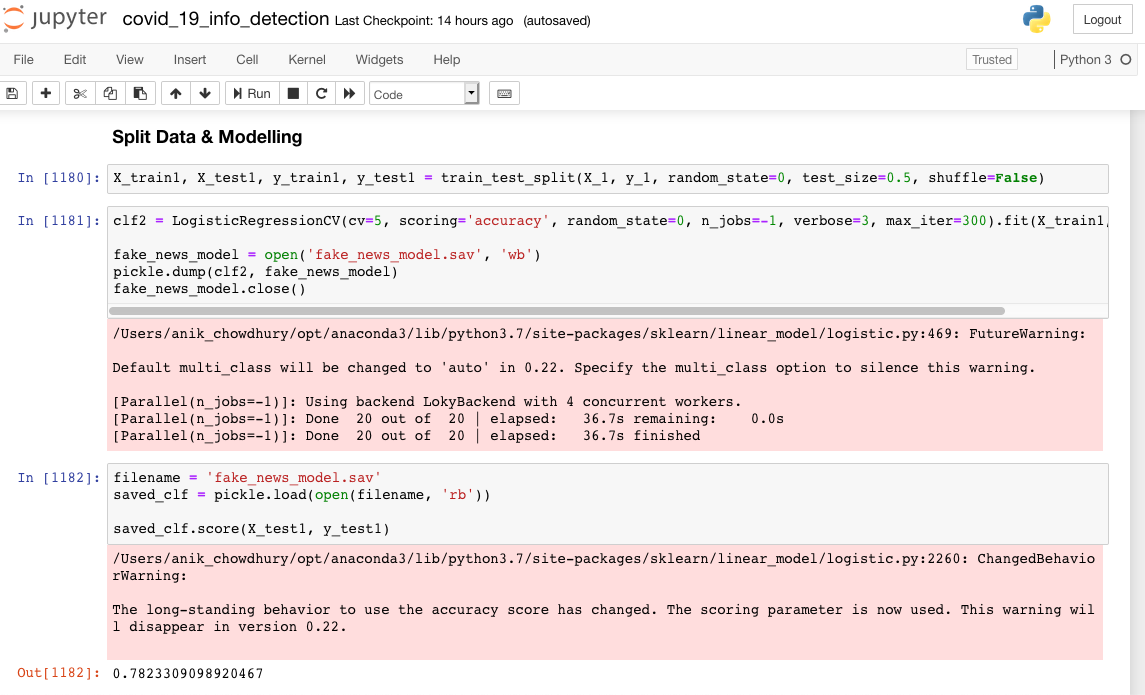 jupyter covid_19_info_detection Last Checkpoint: 14 hours ago (autosaved) Logout
File Edit View Insert Cell Kernel Widgets Help Trusted Python 3
Run Code
Split Data & Modelling
In [1180]: X_train1, X_test1, y_train1, y_test1 = train_test_split(X_1, y_1, random_state=0, test_size=0.5, shuffle=False)
In [1181]: clf2 = LogisticRegressionCV(cv=5, scoring='accuracy', random_state=0, n_jobs=-1, verbose=3, max_iter=300).fit(X_train1,
fake_news_model = open('fake_news_model.sav', 'wb')
pickle.dump(clf2, fake_news_model)
fake_news_model.close()
/Users/anik_chowdhury/opt/anaconda3/lib/python3.7/site-packages/sklearn/linear_model/logistic.py:469: FutureWarning:
Default multi_class will be changed to 'auto' in 0.22. Specify the multi_class option to silence this warning.
[Parallel(n_jobs=-1)]: Using backend LokyBackend with 4 concurrent workers.
[Parallel(n_jobs=-1)]: Done  20 out of  20 | elapsed:   36.7s remaining:    0.0s
[Parallel(n_jobs=-1)]: Done  20 out of  20 | elapsed:   36.7s finished
In [1182]: filename = 'fake_news_model.sav'
saved_clf = pickle.load(open(filename, 'rb'))
saved_clf.score(X_test1, y_test1)
/Users/anik_chowdhury/opt/anaconda3/lib/python3.7/site-packages/sklearn/linear_model/logistic.py:2260: ChangedBehavio
rWarning:
The long-standing behavior to use the accuracy score has changed. The scoring parameter is now used. This warning wil
l disappear in version 0.22.
Out[1182]: 0.7823309098920467